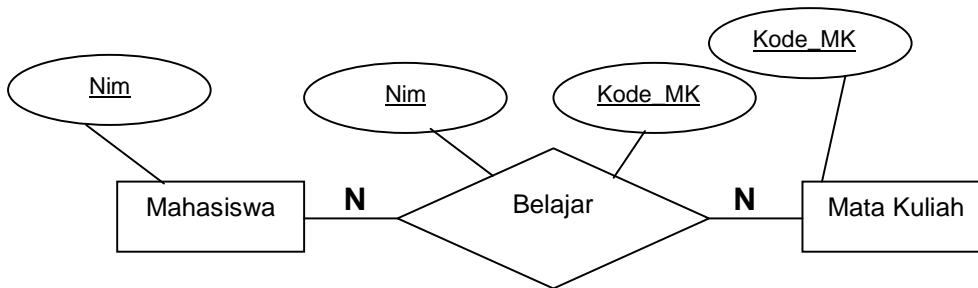 Kode_MK
Nim
Nim
Kode_MK
Mahasiswa
N
Belajar
N
Mata Kuliah